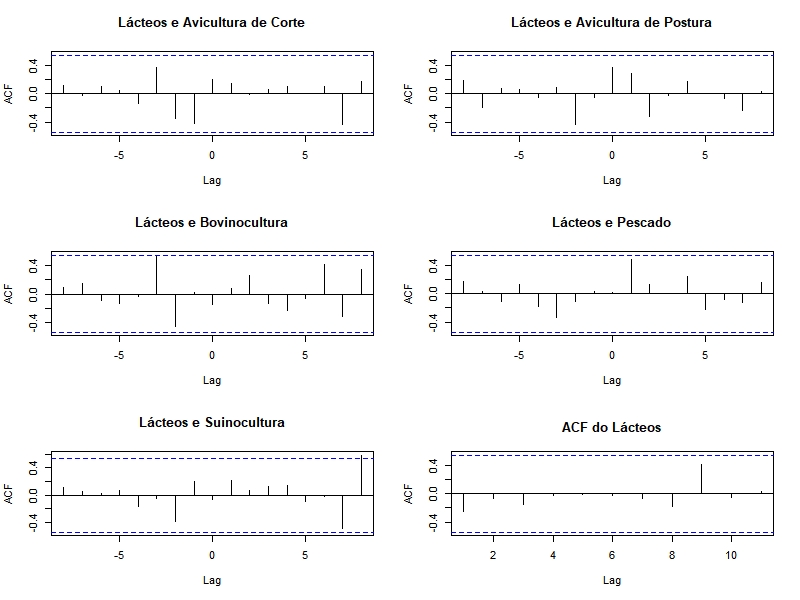 Lácteos e Avicultura de Corte
ACF
-0.4 0.0 0.4
-5 0 5
Lag
Lácteos e Avicultura de Postura
ACF
-0.4 0.0 0.4
-5 0 5
Lag
Lácteos e Bovinocultura
ACF
-0.4 0.0 0.4
-5 0 5
Lag
Lácteos e Pescado
ACF
-0.4 0.0 0.4
-5 0 5
Lag
Lácteos e Suinocultura
ACF
-0.4 0.0 0.4
-5 0 5
Lag
ACF do Lácteos
ACF
-0.4 0.0 0.4
2 4 6 8 10
Lag